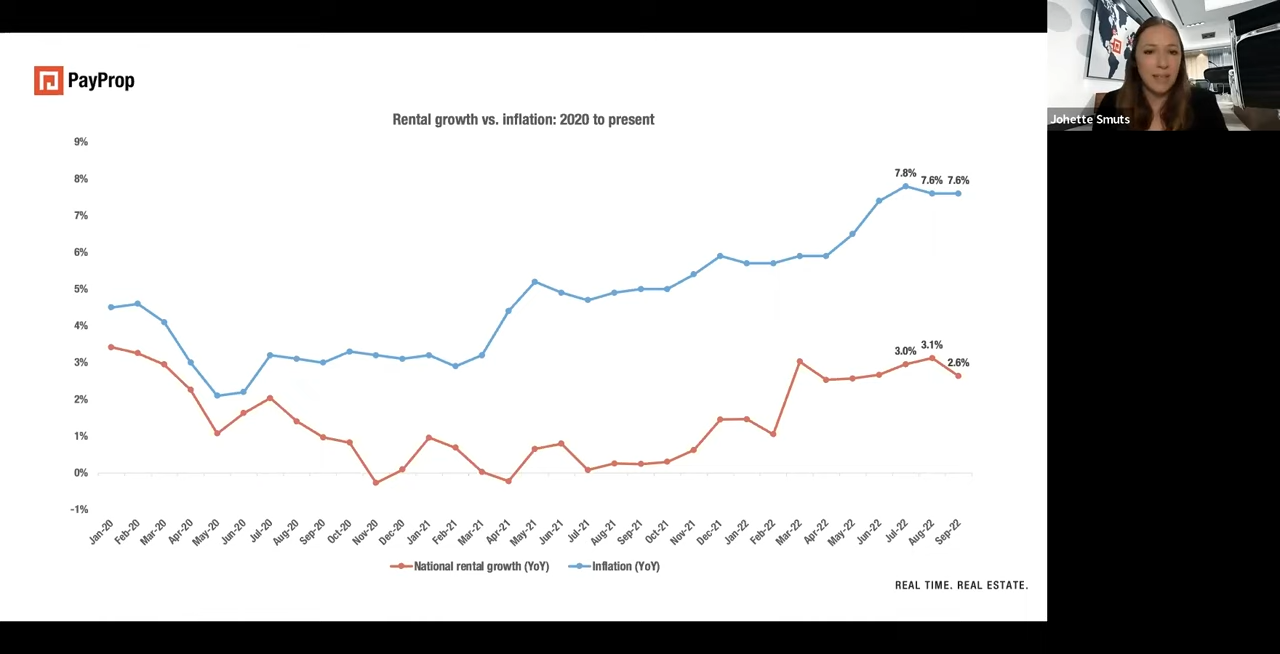 PayProp
Johette Smuts
Rental growth vs. inflation: 2020 to present
9%
8%
7%
6%
5%
4%
3%
2%
1%
0%
-1%
7.8%
7.6%
7.6%
3.0%
3.1%
2.6%
Jan-20
Feb-20
Mar-20
Apr-20
May-20
Jun-20
Jul-20
Aug-20
Sep-20
Oct-20
Nov-20
Dec-20
Jan-21
Feb-21
Mar-21
Apr-21
May-21
Jun-21
Jul-21
Aug-21
Sep-21
Oct-21
Nov-21
Dec-21
Jan-22
Feb-22
Mar-22
Apr-22
May-22
Jun-22
Jul-22
Aug-22
Sep-22
National rental growth (YoY)
Inflation (YoY)
REAL TIME. REAL ESTATE.